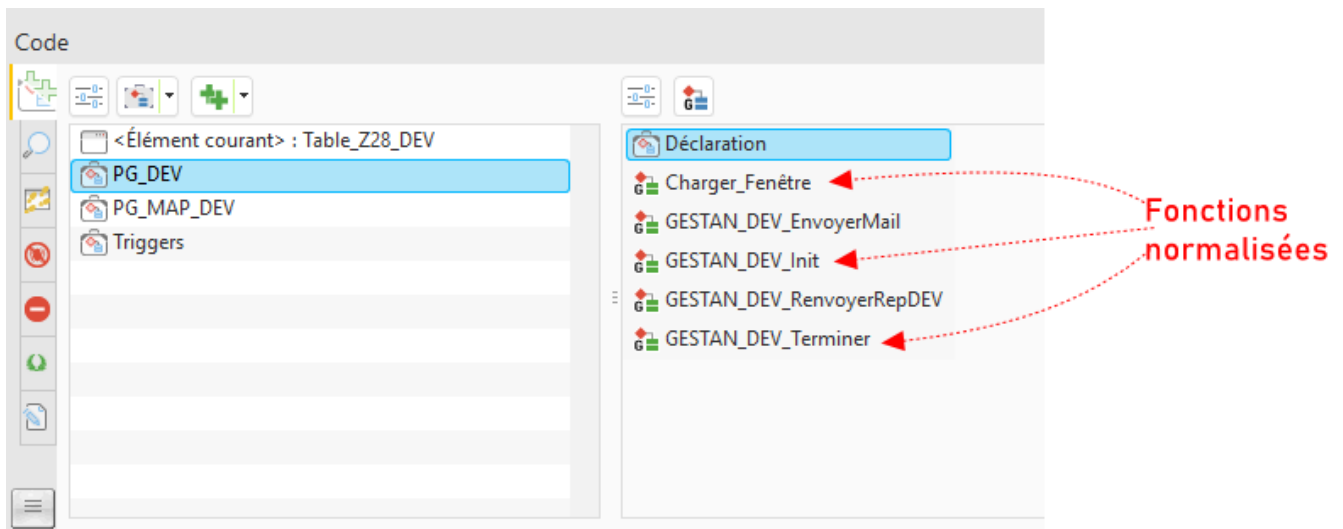 Code
<Élément courant> : Table_Z28_DEV
PG_DEV
PG_MAP_DEV
Triggers
Déclaration
Charger_Fenêtre
GESTAN_DEV_EnvoyerMail
GESTAN_DEV_Init
GESTAN_DEV_RenvoyerRepDEV
GESTAN_DEV_Terminer
Fonctions
normalisées